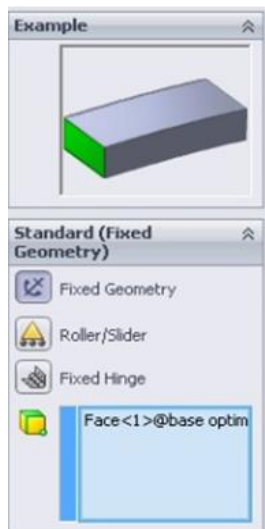 Example
Standard (Fixed
Geometry)
Fixed Geometry
Roller/Slider
Fixed Hinge
Face<1>@base optim